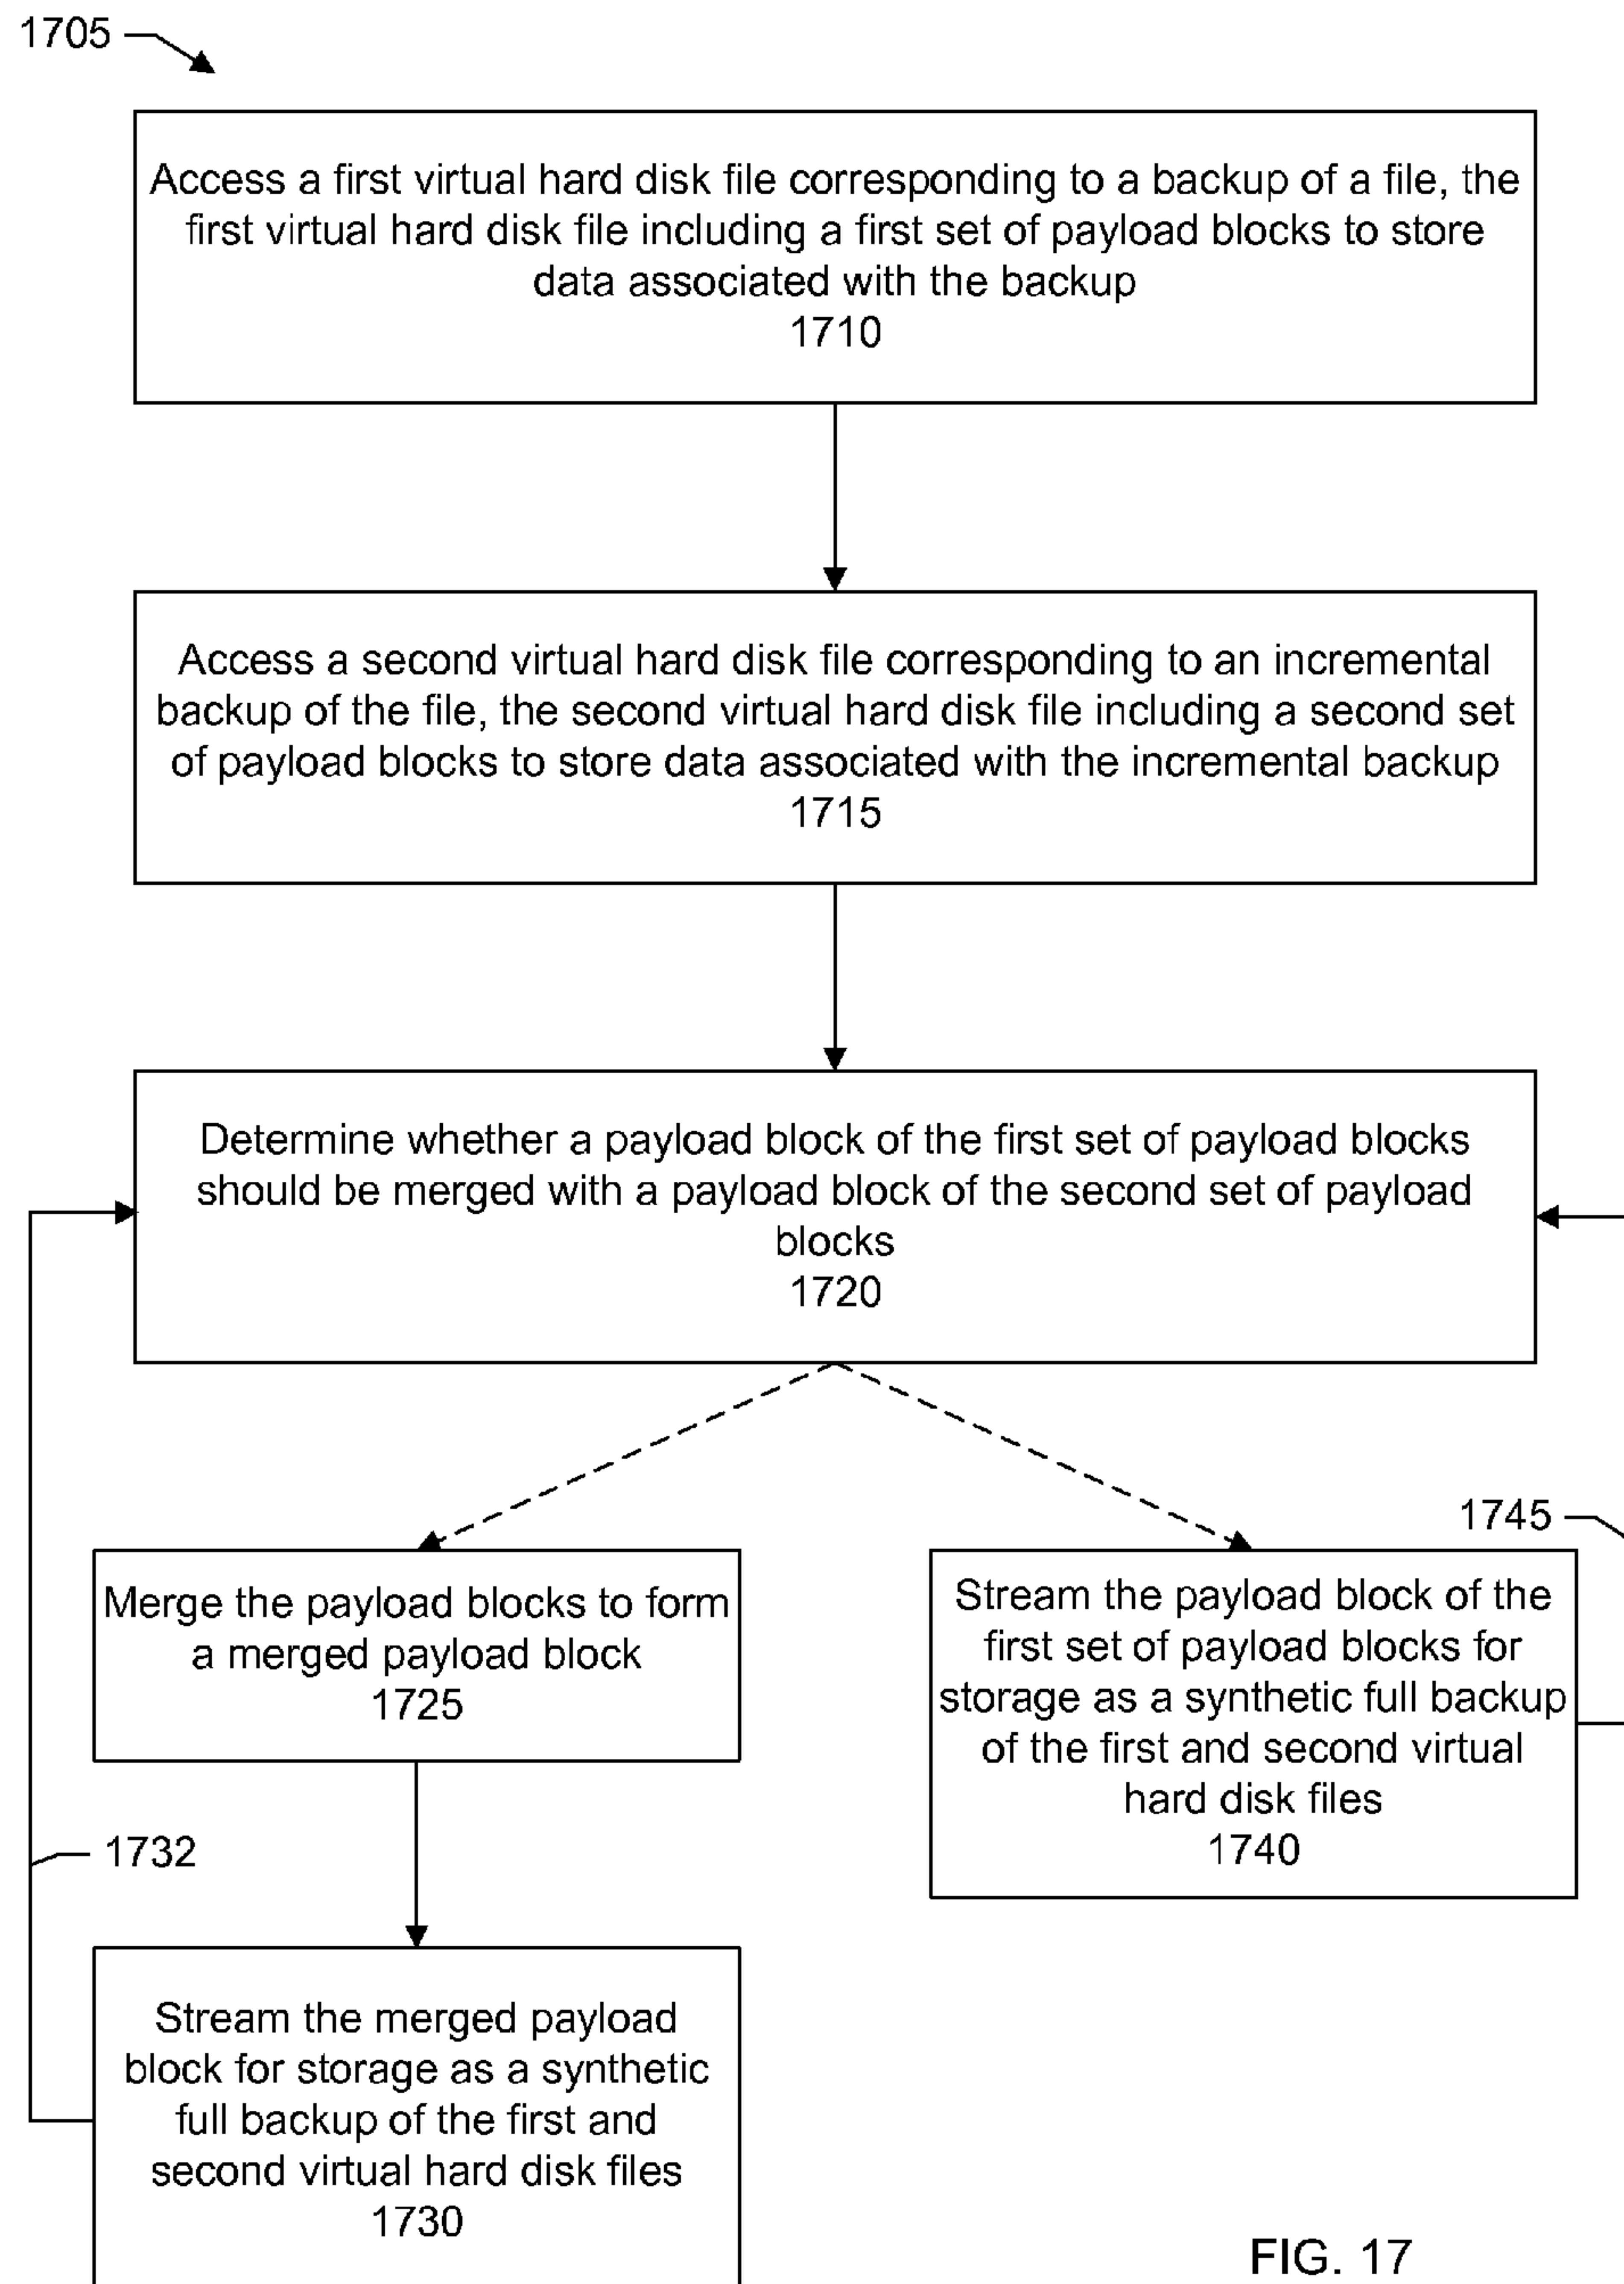 1705
Access a first virtual hard disk file corresponding to a backup of a file, the
first virtual hard disk file including a first set of payload blocks to store
data associated with the backup
1710
Access a second virtual hard disk file corresponding to an incremental
backup of the file, the second virtual hard disk file including a second set
of payload blocks to store data associated with the incremental backup
1715
Determine whether a payload block of the first set of payload blocks
should be merged with a payload block of the second set of payload
blocks
1720
Merge the payload blocks to form
a merged payload block
1725
1732
Stream the merged payload
block for storage as a synthetic
full backup of the first and
second virtual hard disk files
1730
1745
Stream the payload block of the
first set of payload blocks for
storage as a synthetic full backup
of the first and second virtual
hard disk files
1740
FIG. 17